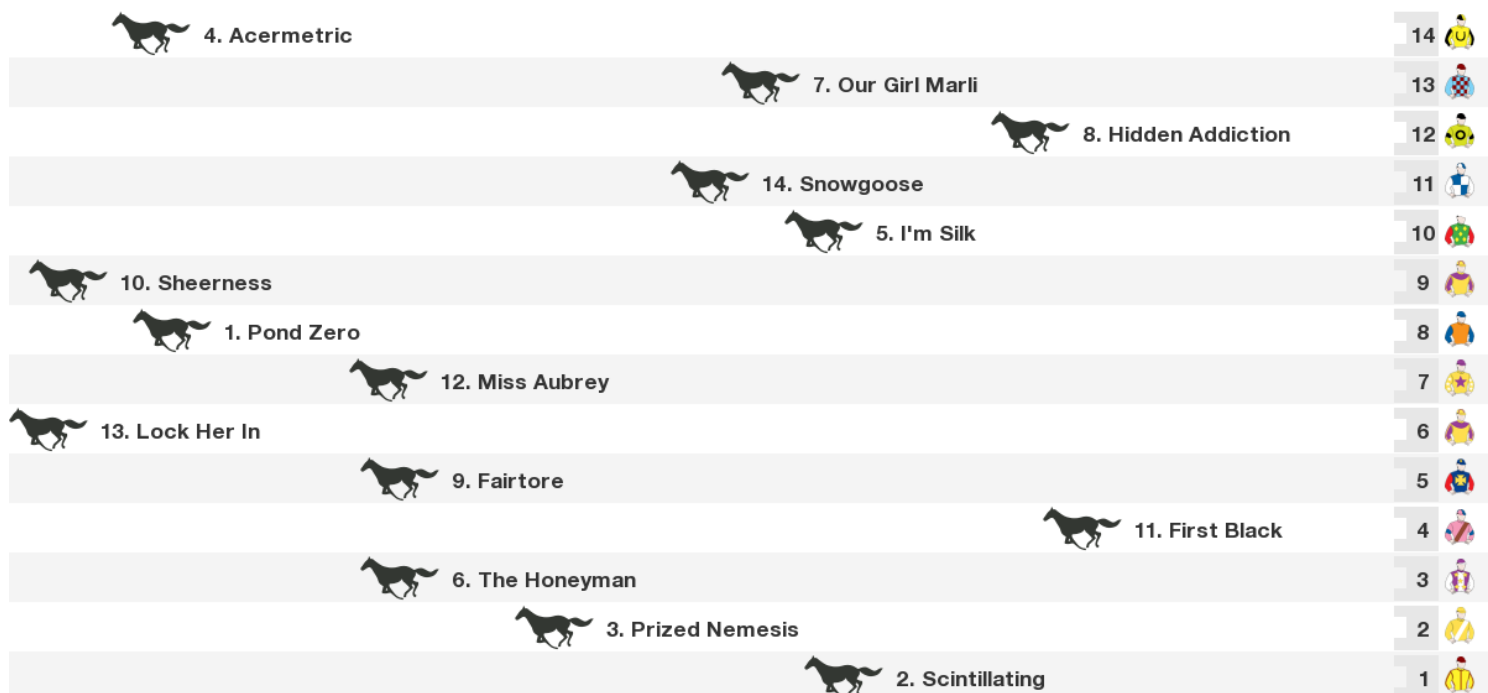 4. Acermetric 14
7. Our Girl Marli 13
8. Hidden Addiction 12
14. Snowgoose 11
5. I'm Silk 10
10. Sheerness 9
1. Pond Zero 8
12. Miss Aubrey 7
13. Lock Her In 6
9. Fairtore 5
11. First Black 4
6. The Honeyman 3
3. Prized Nemesis 2
2. Scintillating 1